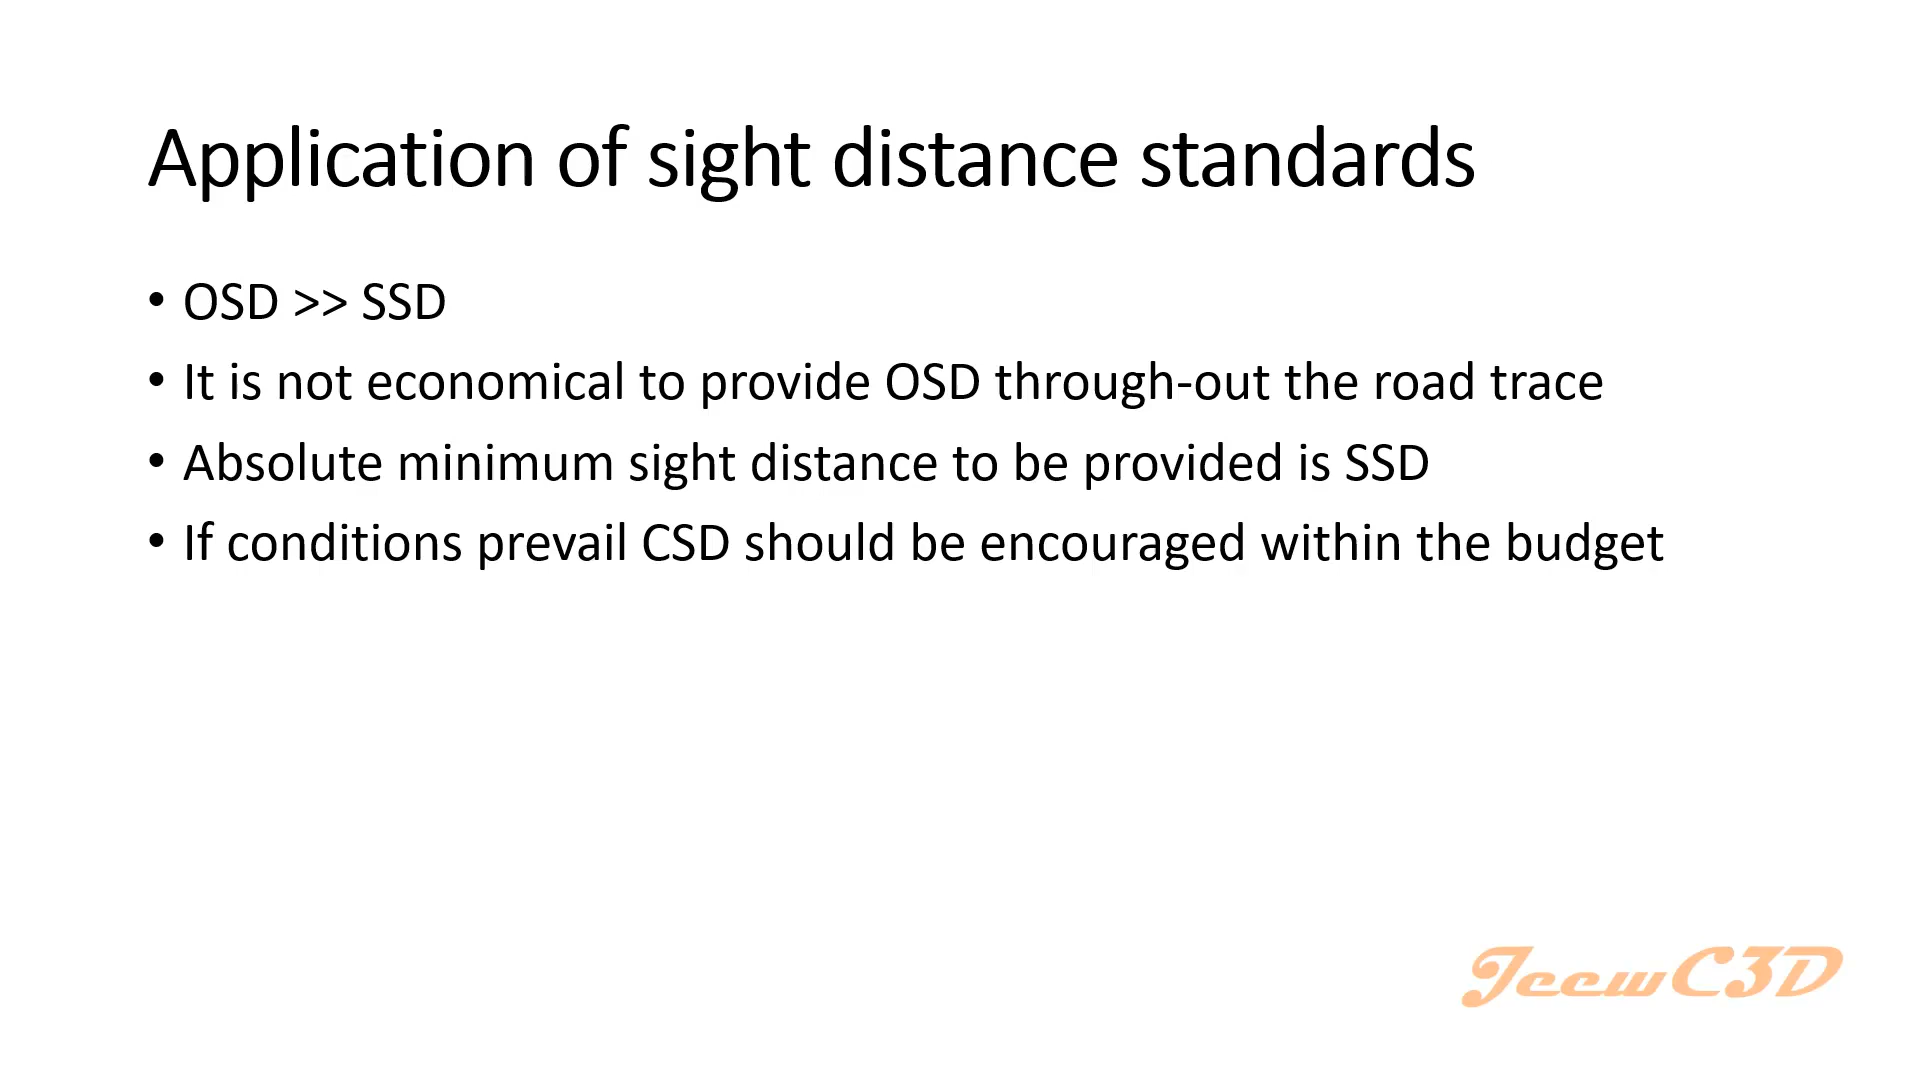 Application of sight distance standards
• OSD >> SSD
• It is not economical to provide OSD through-out the road trace
• Absolute minimum sight distance to be provided is SSD
• If conditions prevail CSD should be encouraged within the budget
JeewC3D